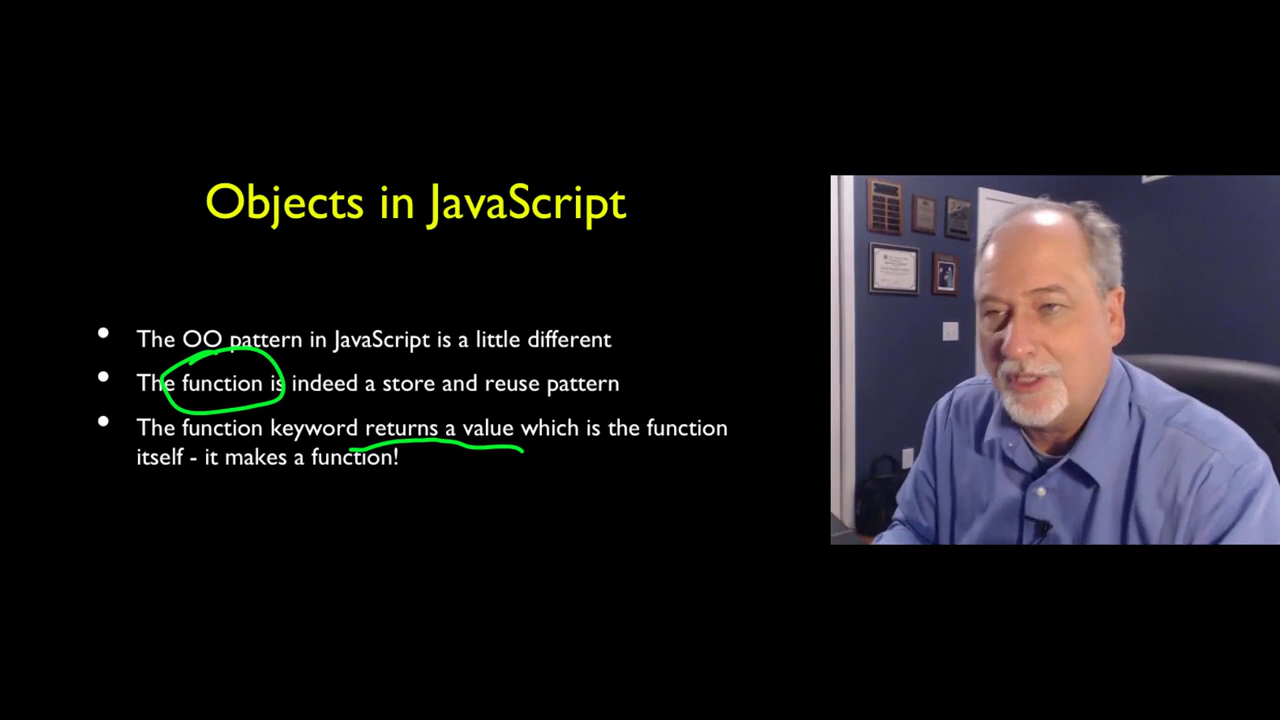 Objects in JavaScript
• The OO pattern in JavaScript is a little different
• The function is indeed a store and reuse pattern
• The function keyword returns a value which is the function
itself - it makes a function!